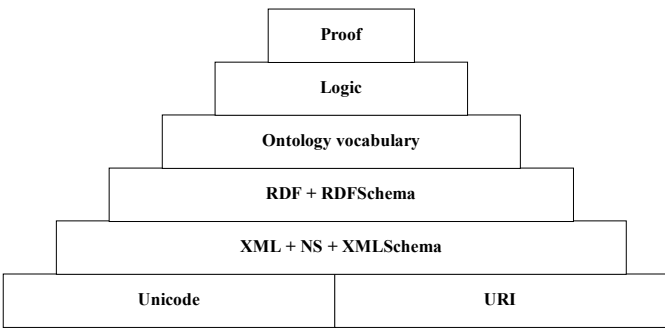 Proof
Logic
Ontology vocabulary
RDF + RDFSchema
XML + NS + XMLSchema
Unicode
URI